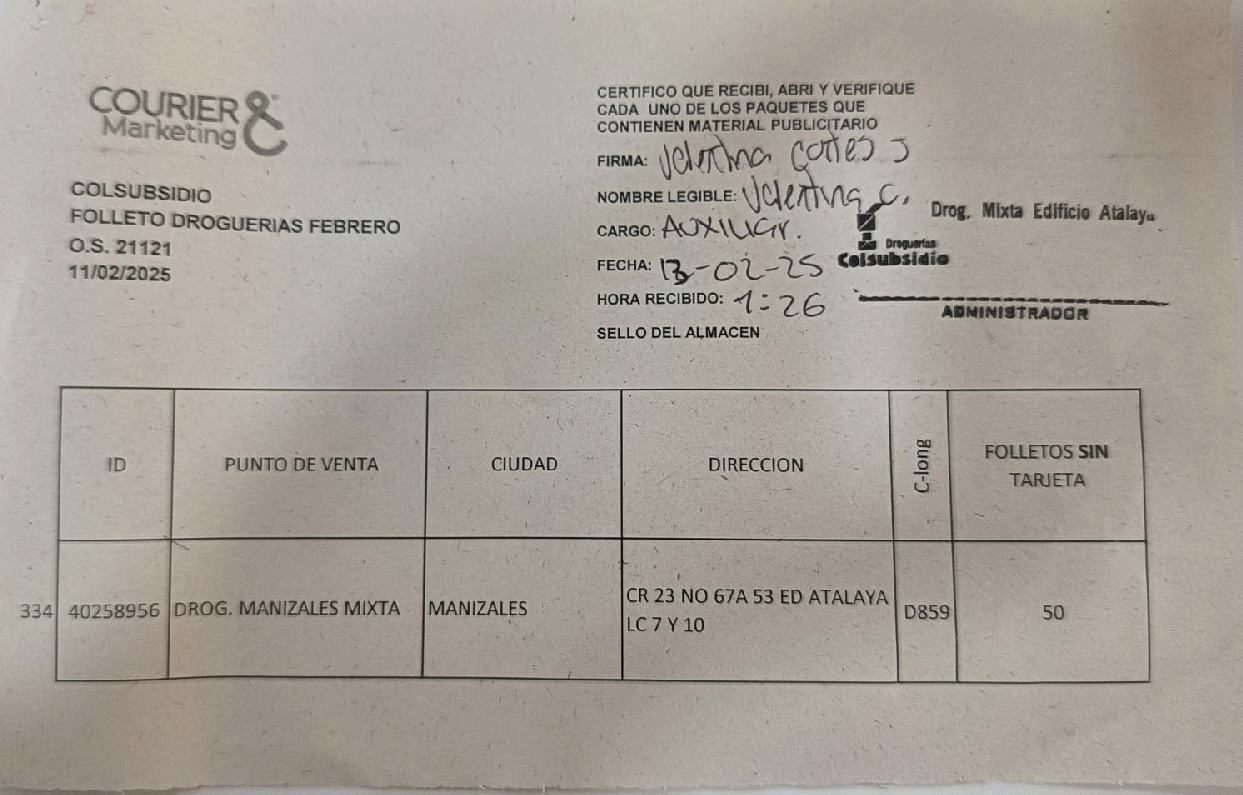 COURIER &
Marketing
COLSUBSIDIO
FOLLETO DROGUERIAS FEBRERO
O.S. 21121
11/02/2025
CERTIFICO QUE RECIBI, ABRI Y VERIFIQUE
CADA UNO DE LOS PAQUETES QUE
CONTIENEN MATERIAL PUBLICITARIO
FIRMA: Valentina Cortes J
NOMBRE LEGIBLE: Valentina C.
CARGO: AUXILIAR.
FECHA: 13-02-25
HORA RECIBIDO: 1:26
SELLO DEL ALMACEN
Drog. Mixta Edificio Atalaya
Droguerías
Colsubsidio
ADMINISTRADOR
ID PUNTO DE VENTA CIUDAD DIRECCION C-long FOLLETOS SIN TARJETA
334 40258956 DROG. MANIZALES MIXTA MANIZALES CR 23 NO 67A 53 ED ATALAYA LC 7 Y 10 D859 50